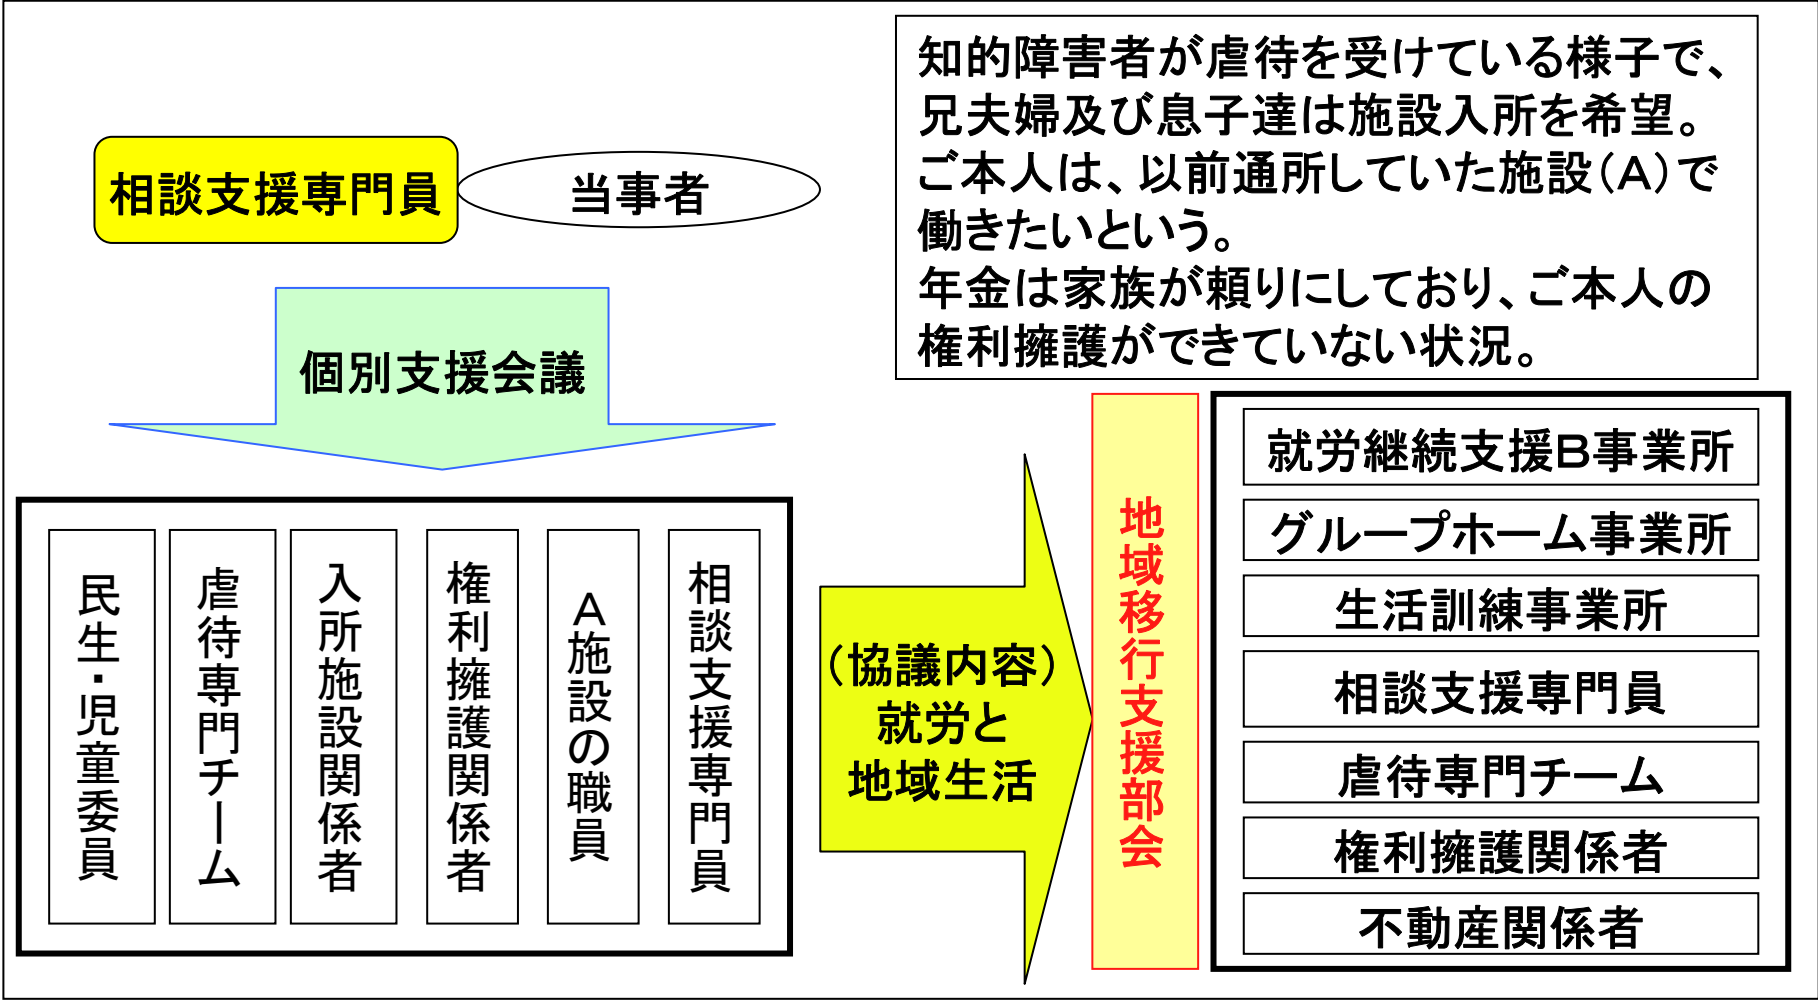 知的障害者が虐待を受けている様子で、
兄夫婦及び息子達は施設入所を希望。
ご本人は、以前通所していた施設（Ａ）で
働きたいという。
年金は家族が頼りにしており、ご本人の
権利擁護ができていない状況。
相談支援専門員
当事者
個別支援会議
民生・児童委員
虐待専門チーム
入所施設関係者
権利擁護関係者
Ａ施設の職員
相談支援専門員
（協議内容）
就労と
地域生活
地域移行支援部会
就労継続支援Ｂ事業所
グループホーム事業所
生活訓練事業所
相談支援専門員
虐待専門チーム
権利擁護関係者
不動産関係者